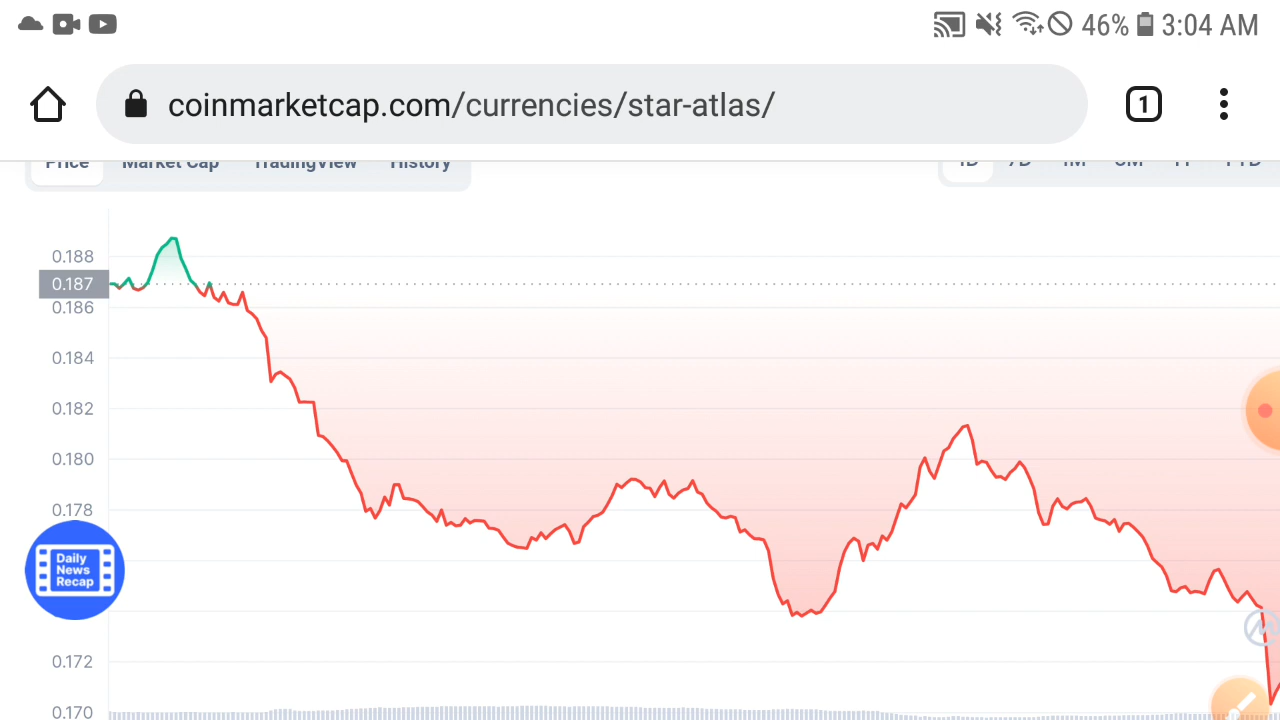 46% 3:04 AM
coinmarketcap.com/currencies/star-atlas/
1
Price Market Cap TradingView History
1D 7D 1M
0.188
0.187
0.186
0.184
0.182
0.180
0.178
Daily
News
Recap
0.172
0.170